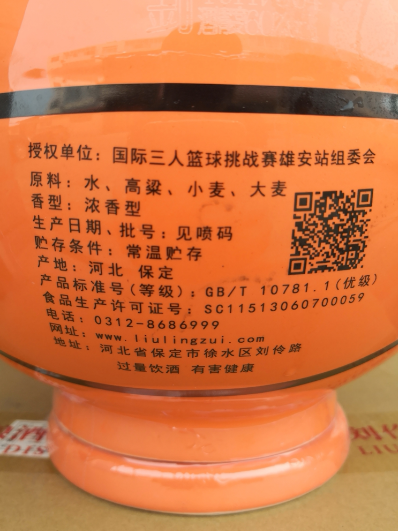 授权单位：国际三人篮球挑战赛雄安站组委会
原料：水、高粱、小麦、大麦
香型：浓香型
生产日期、批号：见喷码
贮存条件：常温贮存
产地：河北 保定
产品标准号(等级)：GB/T 10781.1(优级)
食品生产许可证号：SC11513060700059
电话：0312-8686999
网址：www.liulingzui.com
地址：河北省保定市徐水区刘伶路
过量饮酒 有害健康
酒
刘伶
LIU